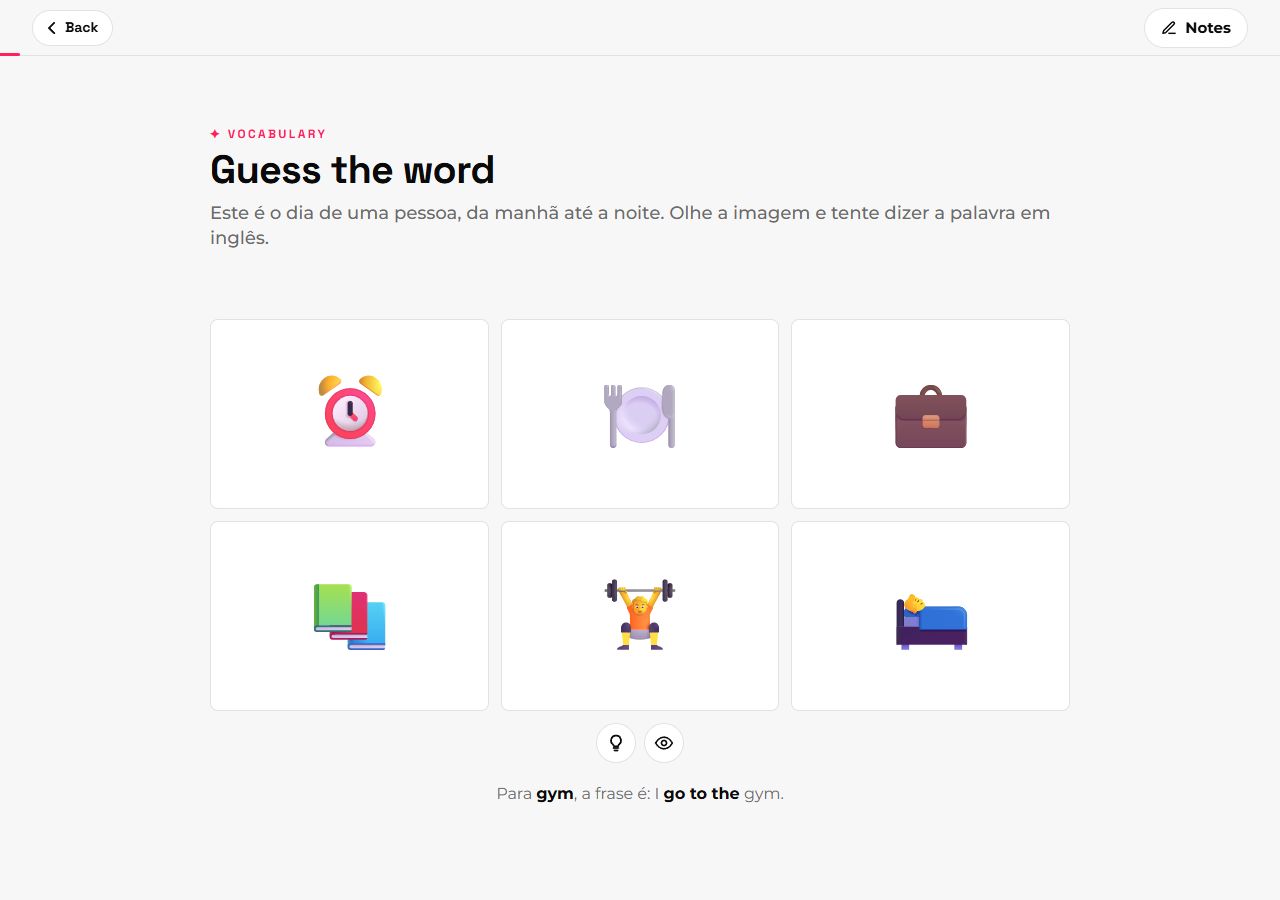 Back
Notes
VOCABULARY
Guess the word
Este é o dia de uma pessoa, da manhã até a noite. Olhe a imagem e tente dizer a palavra em
inglês.
Para gym, a frase é: I go to the gym.